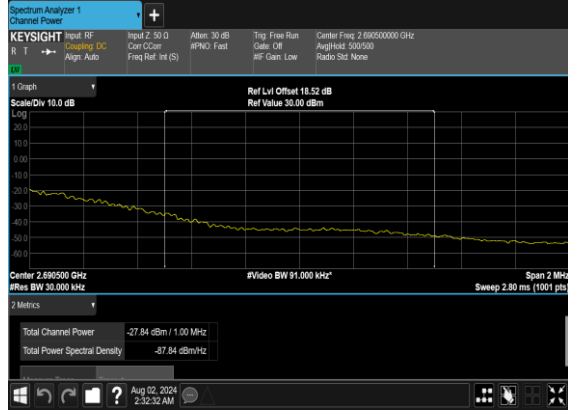 Spectrum Analyzer 1
Channel Power
+
KEYSIGHT Input: RF Input Z: 50 Ω Atten: 30 dB Trig: Free Run Center Freq: 2.690500000 GHz
R T Coupling: DC Corr CCorr #PNO: Fast Gate: Off Avg|Hold: 500/500
Align: Auto Freq Ref: Int (S) #IF Gain: Low Radio Std: None
1 Graph Ref Lvl Offset 18.52 dB
Scale/Div 10.0 dB Ref Value 30.00 dBm
Log
20.0
10.0
0.00
-10.0
-20.0
-30.0
-40.0
-50.0
-60.0
Center 2.690500 GHz #Video BW 91.000 kHz* Span 2 MHz
#Res BW 30.000 kHz Sweep 2.80 ms (1001 pts)
2 Metrics
Total Channel Power -27.84 dBm / 1.00 MHz
Total Power Spectral Density -87.84 dBm/Hz
? Aug 02, 2024
2:32:32 AM